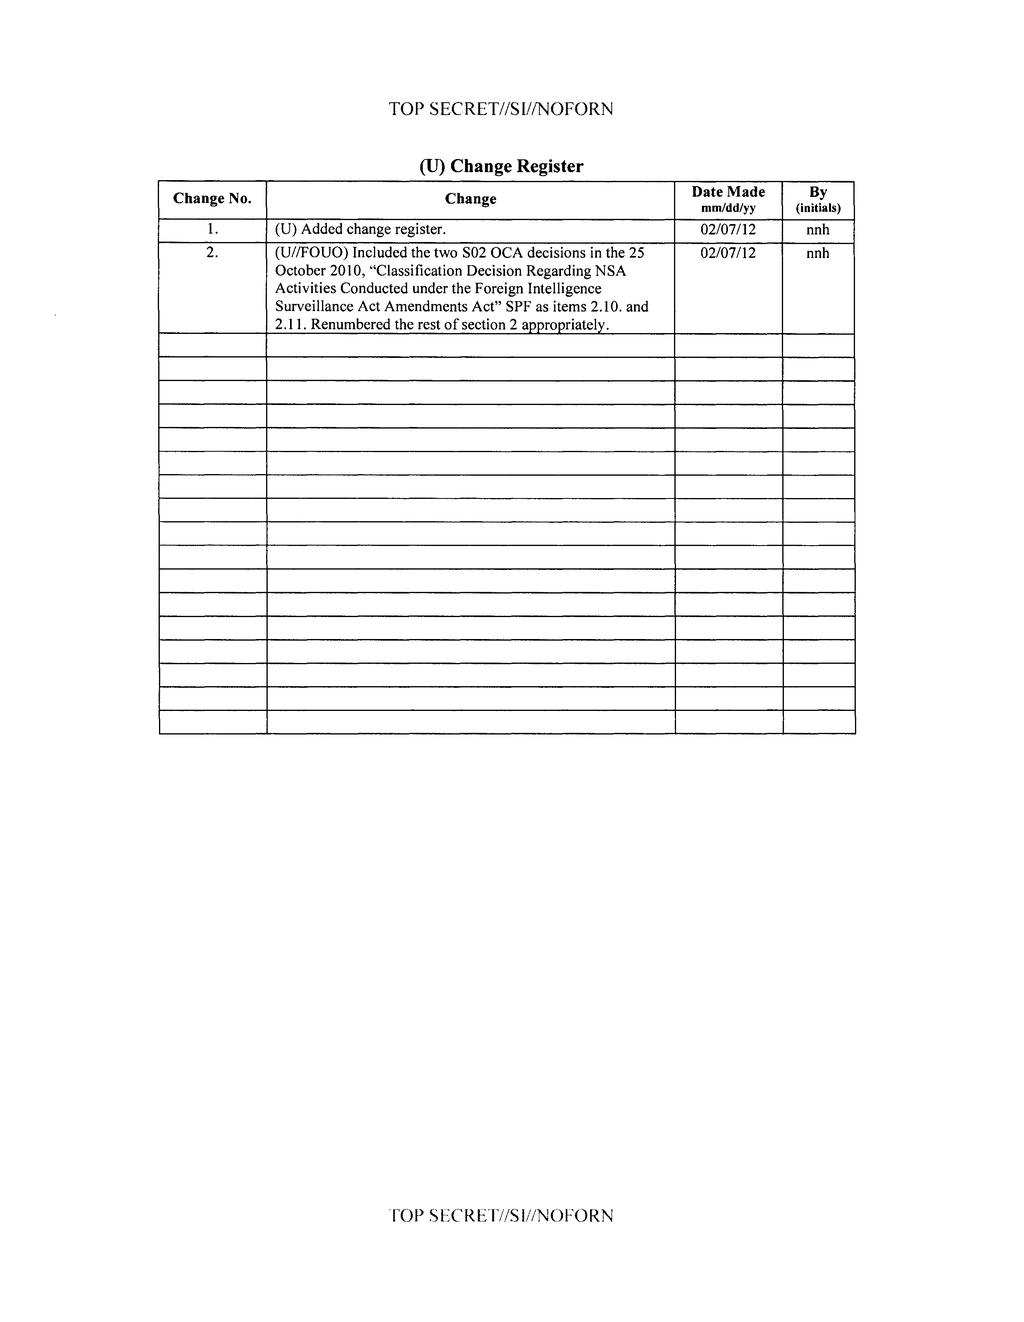 TOP SECRET//SI//NOFORN
(U) Change Register
Change No. Change Date Made By
mm/dd/yy (initials)
1. (U) Added change register. 02/07/12 nnh
2. (U//FOUO) Included the two S02 OCA decisions in the 25 02/07/12 nnh
October 2010, “Classification Decision Regarding NSA
Activities Conducted under the Foreign Intelligence
Surveillance Act Amendments Act” SPF as items 2.10. and
2.11. Renumbered the rest of section 2 appropriately.
TOP SECRET//SI//NOFORN